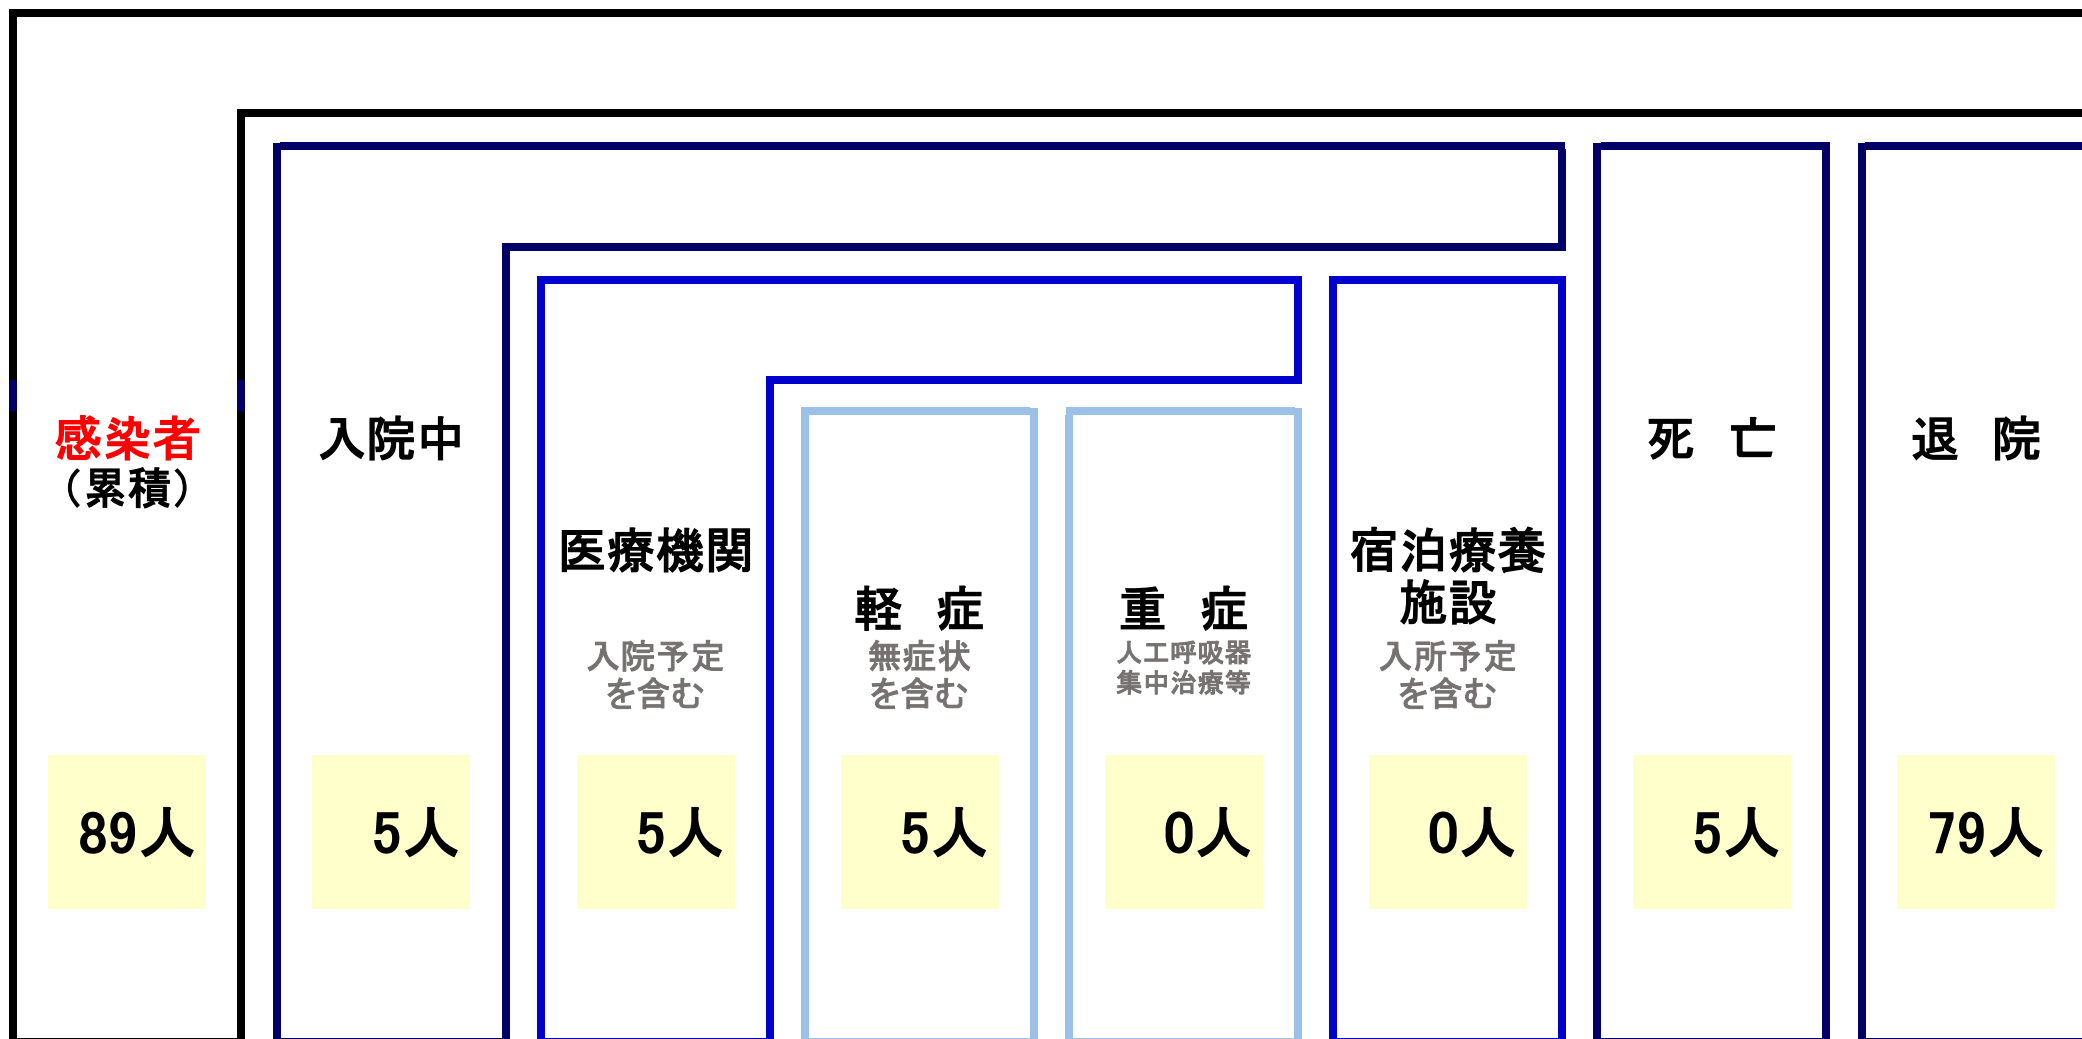 感染者
（累積）
89人
入院中
5人
医療機関
入院予定
を含む
5人
軽　症
無症状
を含む
5人
重　症
人工呼吸器
集中治療等
0人
宿泊療養
施設
入所予定
を含む
0人
死　亡
5人
退　院
79人